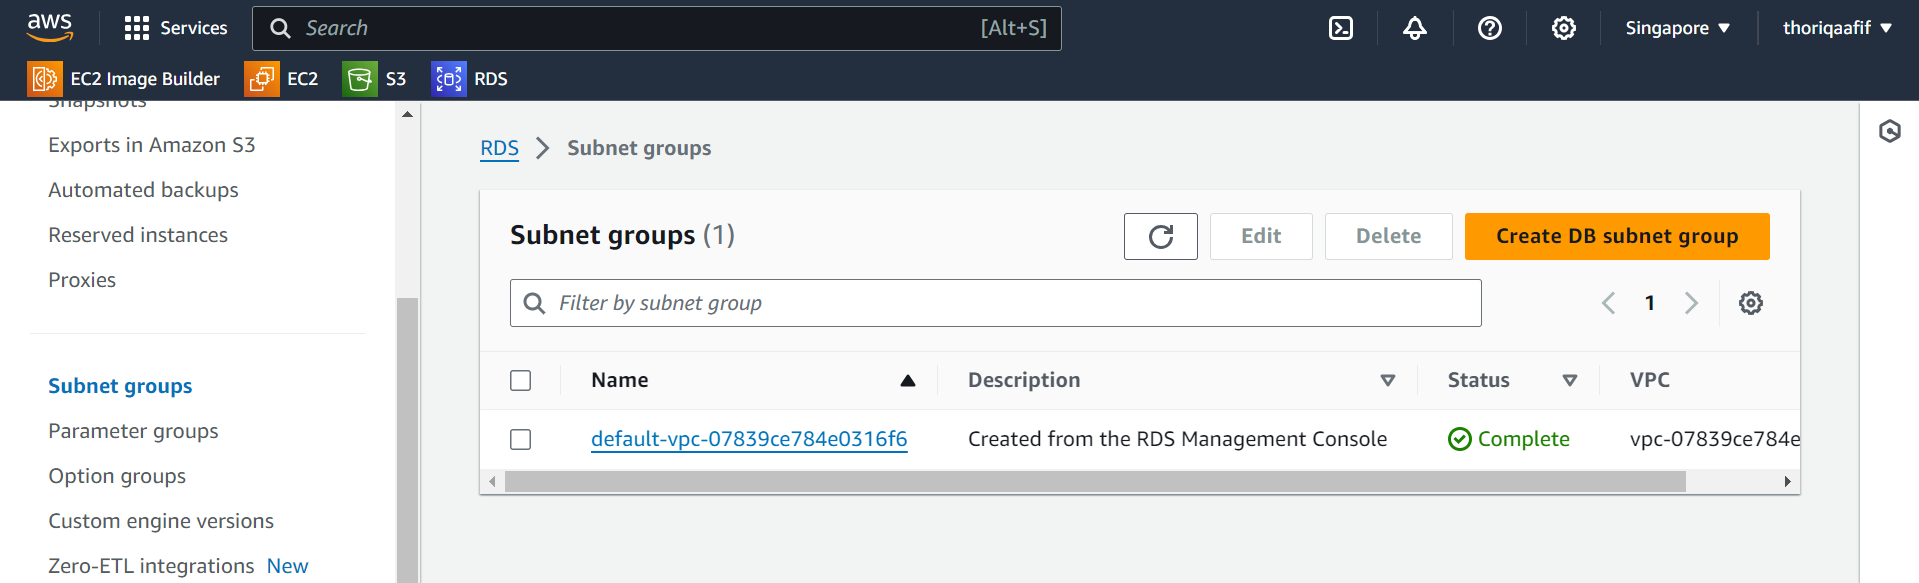 aws
Services
Search [Alt+S]
Singapore
thoriqaafif
EC2 Image Builder
EC2
S3
RDS
Snapshots
Exports in Amazon S3
Automated backups
Reserved instances
Proxies
Subnet groups
Parameter groups
Option groups
Custom engine versions
Zero-ETL integrations New
RDS > Subnet groups
Subnet groups (1)
Edit
Delete
Create DB subnet group
Filter by subnet group
1
Name Description Status VPC
default-vpc-07839ce784e0316f6 Created from the RDS Management Console Complete vpc-07839ce784e